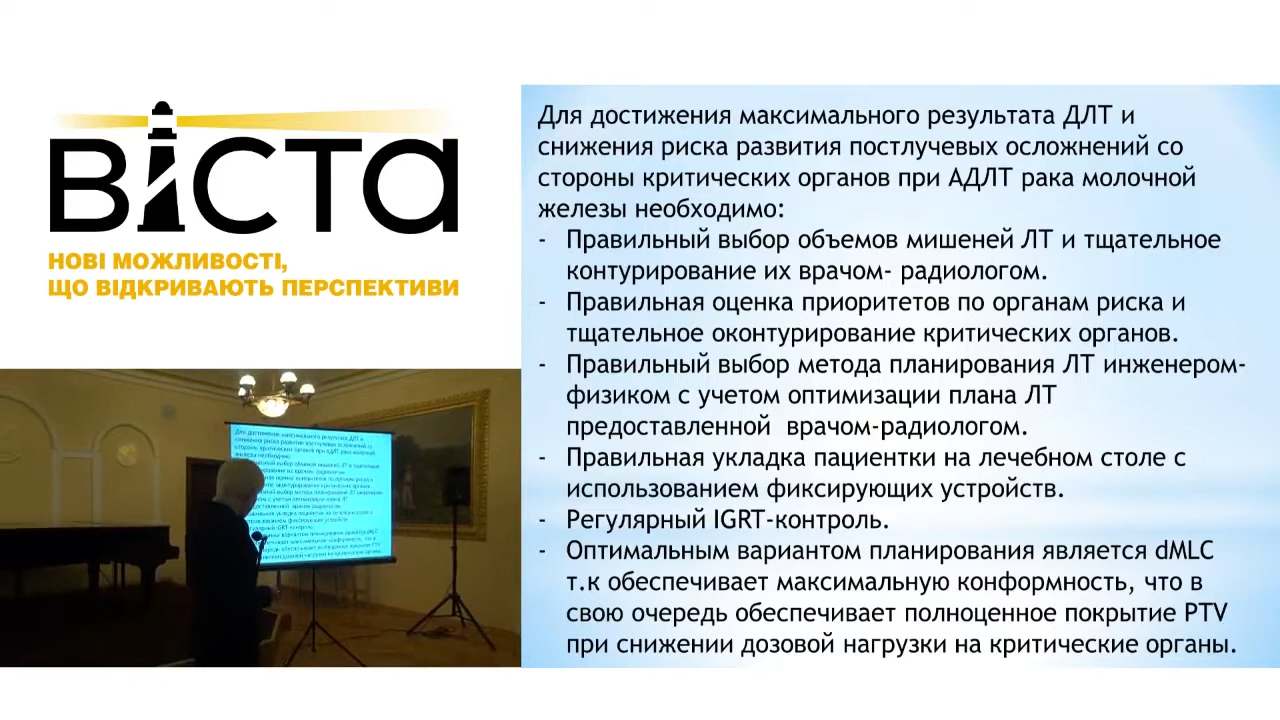 ВІСТА
НОВІ МОЖЛИВОСТІ,
ЩО ВІДКРИВАЮТЬ ПЕРСПЕКТИВИ
Для достижения максимального результата ДЛТ и
снижения риска развития постлучевых осложнений со
стороны критических органов при АДЛТ рака молочной
железы необходимо:
- Правильный выбор объемов мишеней ЛТ и тщательное
контурирование их врачом- радиологом.
- Правильная оценка приоритетов по органам риска и
тщательное оконтурирование критических органов.
- Правильный выбор метода планирования ЛТ инженером-
физиком с учетом оптимизации плана ЛТ
предоставленной врачом-радиологом.
- Правильная укладка пациентки на лечебном столе с
использованием фиксирующих устройств.
- Регулярный IGRT-контроль.
- Оптимальным вариантом планирования является dMLC
т.к обеспечивает максимальную конформность, что в
свою очередь обеспечивает полноценное покрытие PTV
при снижении дозовой нагрузки на критические органы.